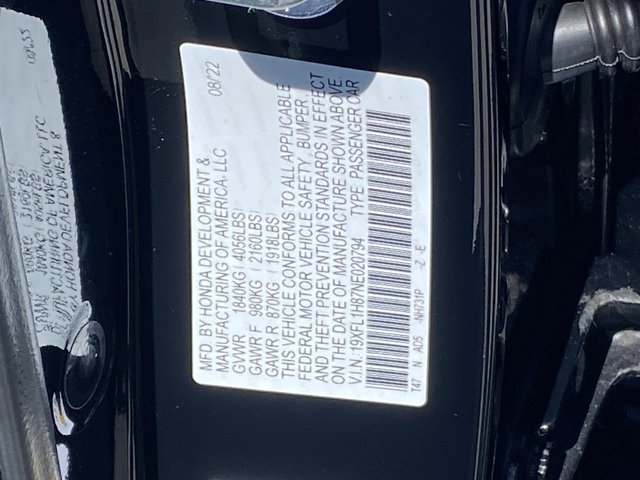 MFD. BY HONDA DEVELOPMENT & 08/22
MANUFACTURING OF AMERICA, LLC
GVWR 1840KG( 4056LBS)
GAWR F 980KG ( 2160LBS)
GAWR R 870KG ( 1918LBS)
THIS VEHICLE CONFORMS TO ALL APPLICABLE
FEDERAL MOTOR VEHICLE SAFETY, BUMPER,
AND THEFT PREVENTION STANDARDS IN EFFECT
ON THE DATE OF MANUFACTURE SHOWN ABOVE.
V.I.N.: 19XFL1H87NE020794 TYPE: PASSENGER CAR
T47 N A05 NH731P -Z -E